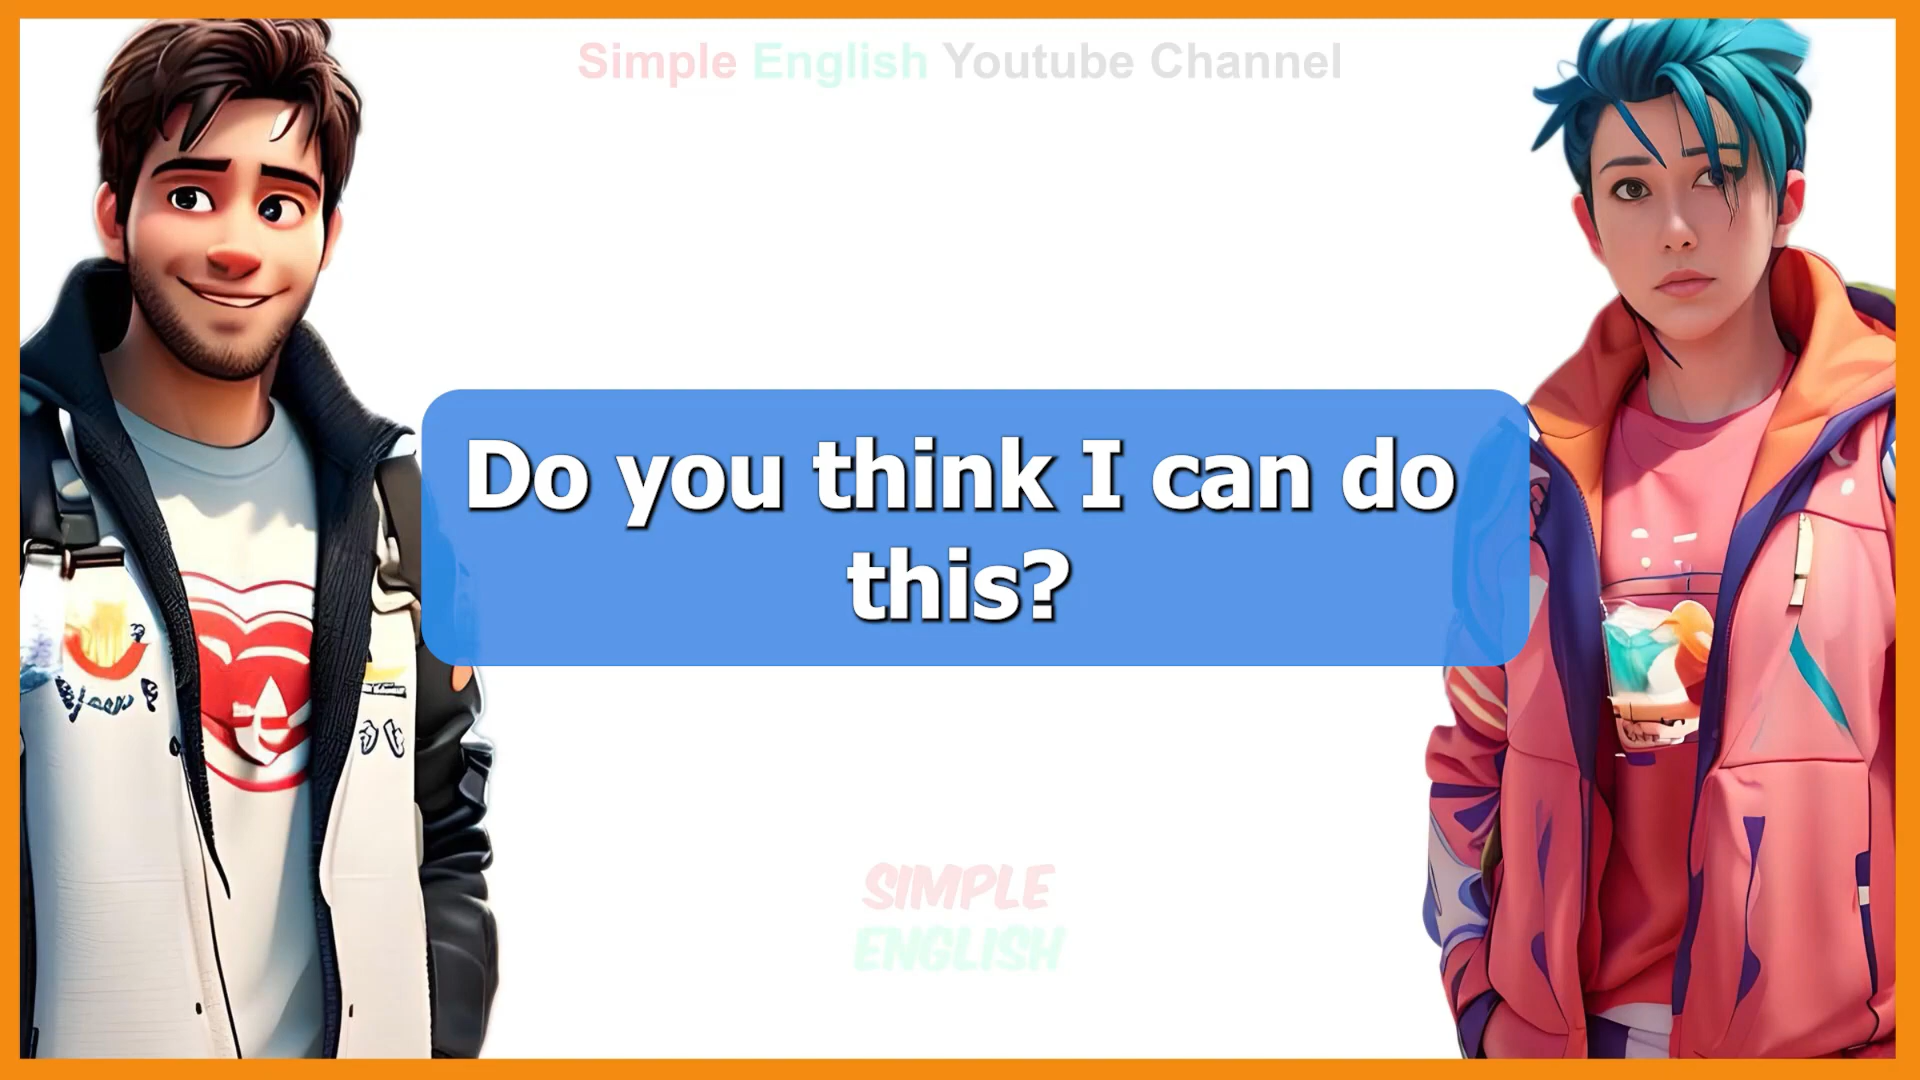 Simple English Youtube Channel
Do you think I can do
this?
SIMPLE
ENGLISH